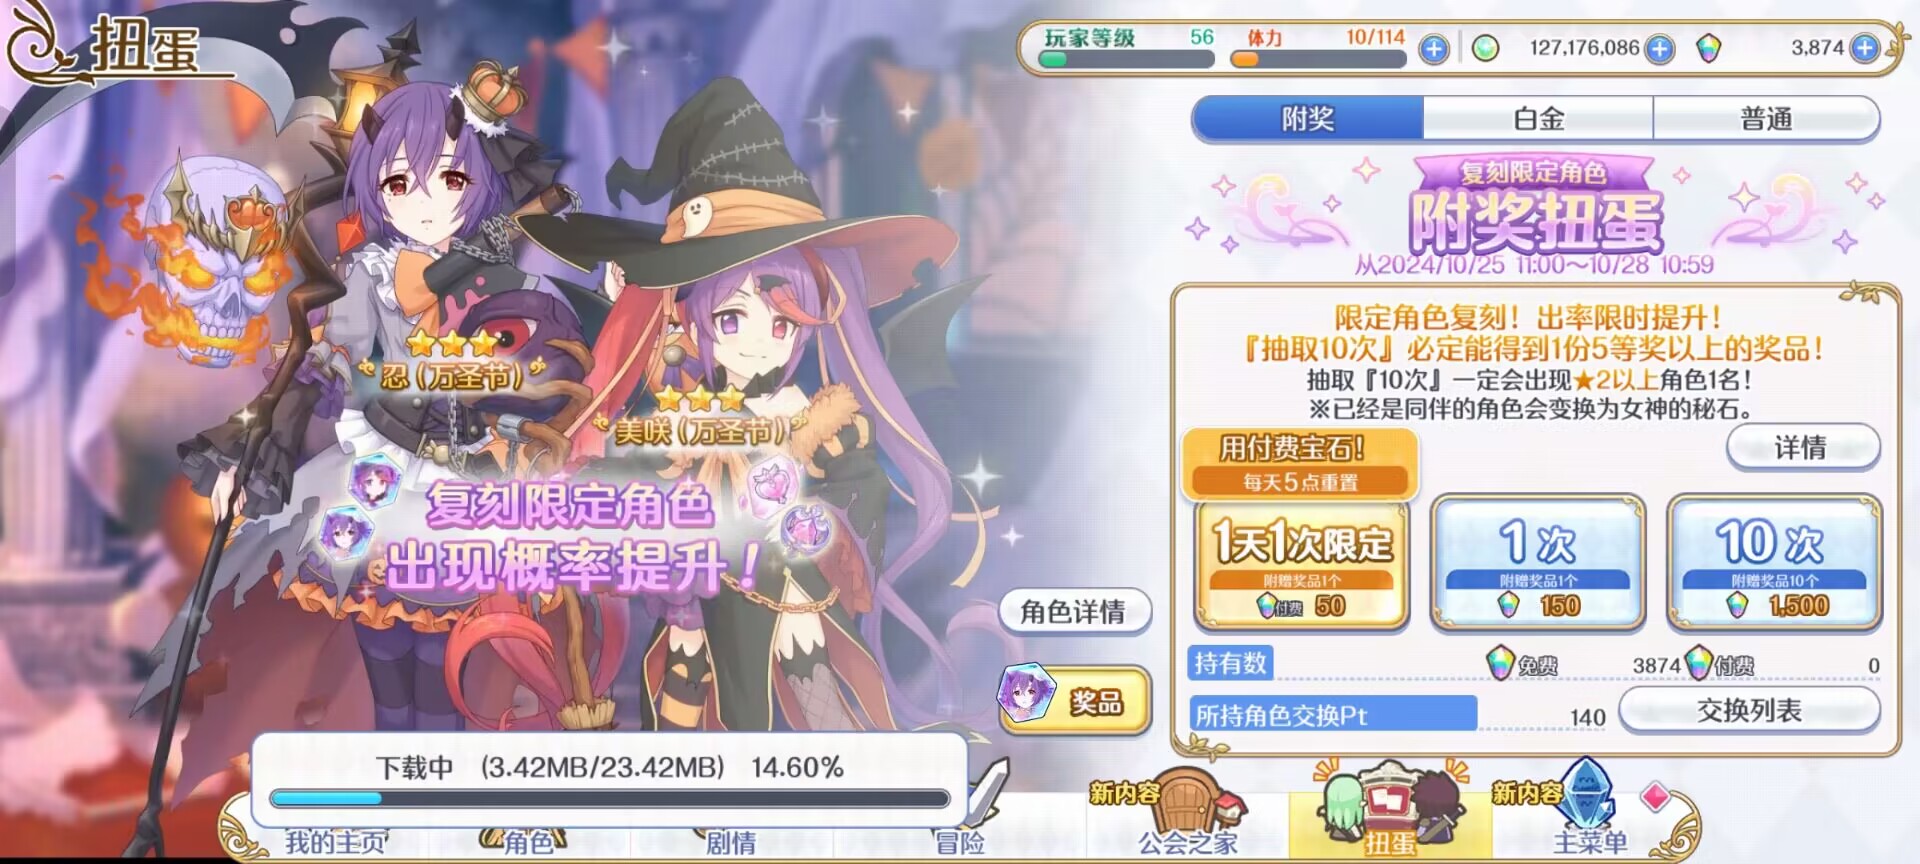 扭蛋
玩家等级 56 体力 10/114 127,176,086 3,874
附奖 白金 普通
复刻限定角色
附奖扭蛋
从2024/10/25 11:00～10/28 10:59
限定角色复刻！出率限时提升！
『抽取10次』必定能得到1份5等奖以上的奖品！
抽取『10次』一定会出现★2以上角色1名！
※已经是同伴的角色会变换为女神的秘石。
用付费宝石！
每天5点重置
详情
1天1次限定
附赠奖品1个
付费 50
1次
附赠奖品1个
150
10次
附赠奖品10个
1,500
持有数 免费 3874 付费 0
所持角色交换Pt 140 交换列表
忍（万圣节）
美咲（万圣节）
复刻限定角色
出现概率提升！
角色详情
奖品
下载中 (3.42MB/23.42MB) 14.60%
新内容 新内容
我的主页 角色 剧情 冒险 公会之家 扭蛋 主菜单